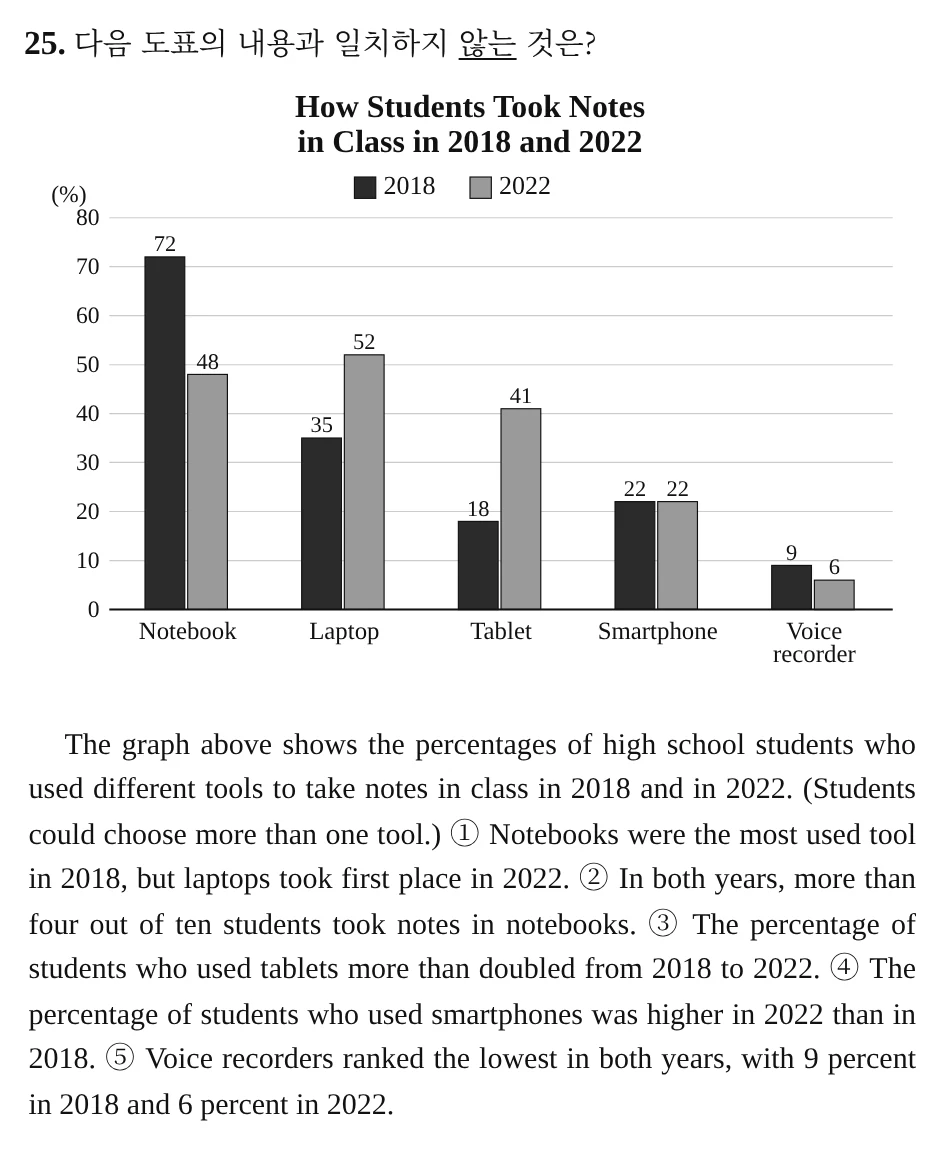 25. 다음 도표의 내용과 일치하지 않는 것은?
How Students Took Notes
in Class in 2018 and 2022
2018 2022
(%)
80
70
60
50
40
30
20
10
0
72
48
35
52
18
41
22
22
9
6
Notebook Laptop Tablet Smartphone Voice
recorder
The graph above shows the percentages of high school students who
used different tools to take notes in class in 2018 and in 2022. (Students
could choose more than one tool.) ① Notebooks were the most used tool
in 2018, but laptops took first place in 2022. ② In both years, more than
four out of ten students took notes in notebooks. ③ The percentage of
students who used tablets more than doubled from 2018 to 2022. ④ The
percentage of students who used smartphones was higher in 2022 than in
2018. ⑤ Voice recorders ranked the lowest in both years, with 9 percent
in 2018 and 6 percent in 2022.